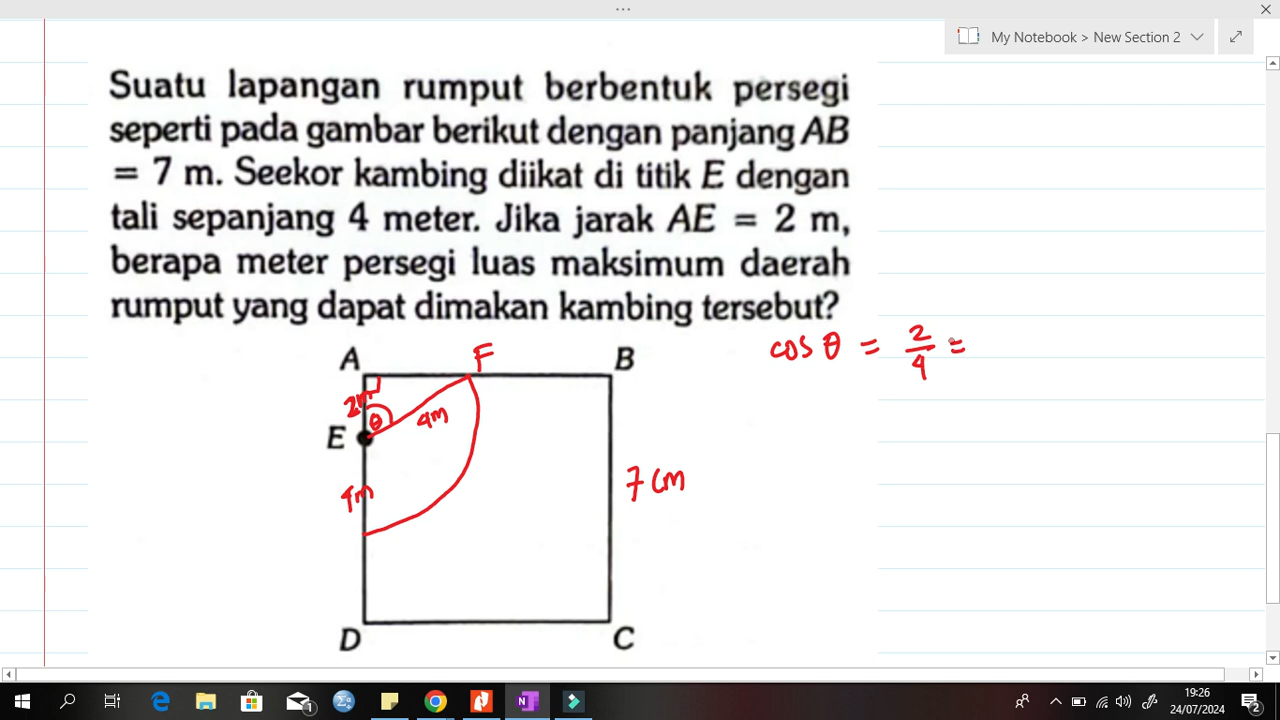 My Notebook > New Section 2
Suatu lapangan rumput berbentuk persegi
seperti pada gambar berikut dengan panjang AB
= 7 m. Seekor kambing diikat di titik E dengan
tali sepanjang 4 meter. Jika jarak AE = 2 m,
berapa meter persegi luas maksimum daerah
rumput yang dapat dimakan kambing tersebut?
cos θ = 2/4 =
A F B
2m
θ 4m
E
4m
7 cm
D C
1
19:26
24/07/2024
2